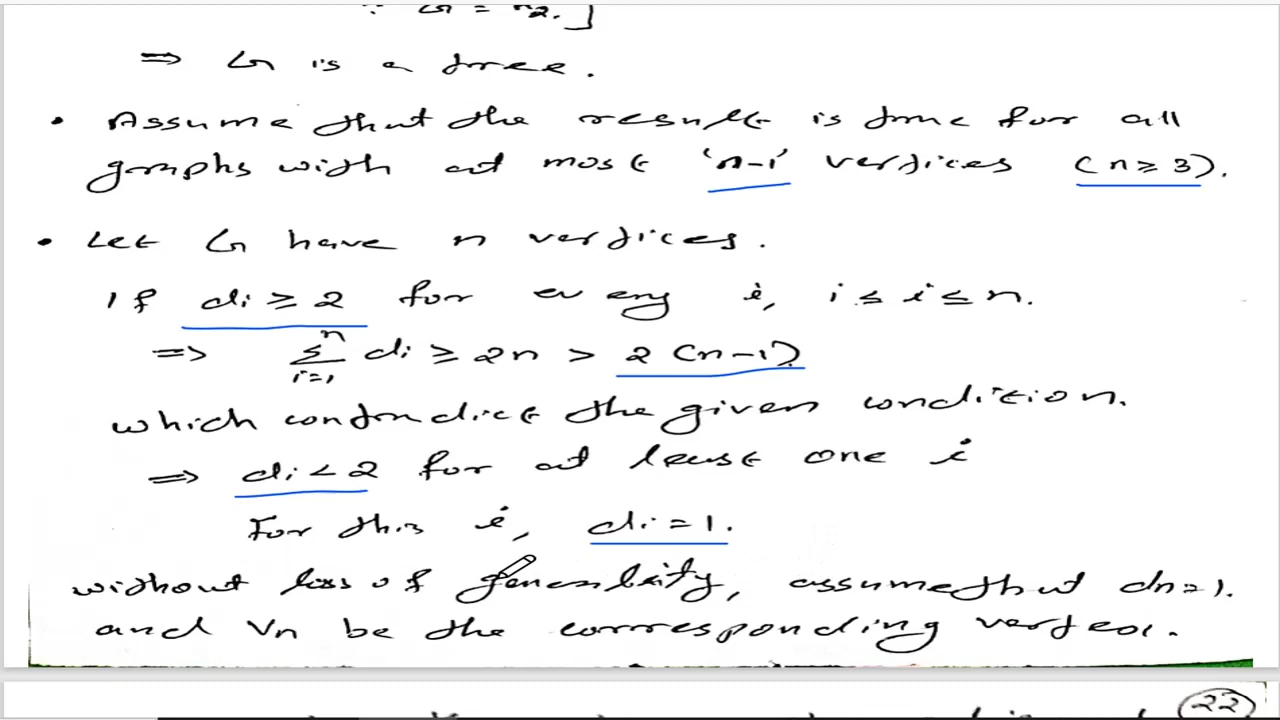 ∵ G = K2.]
⇒ G is a tree.
• Assume that the result is true for all
graphs with at most 'n-1' vertices (n ≥ 3).
• Let G have n vertices.
If di ≥ 2 for every i, 1 ≤ i ≤ n.
⇒ n∑i=1 di ≥ 2n > 2(n-1)
which contradict the given condition.
⇒ di < 2 for at least one i
For this i, di = 1.
without loss of generality, assume that dn = 1.
and Vn be the corresponding vertex.
22